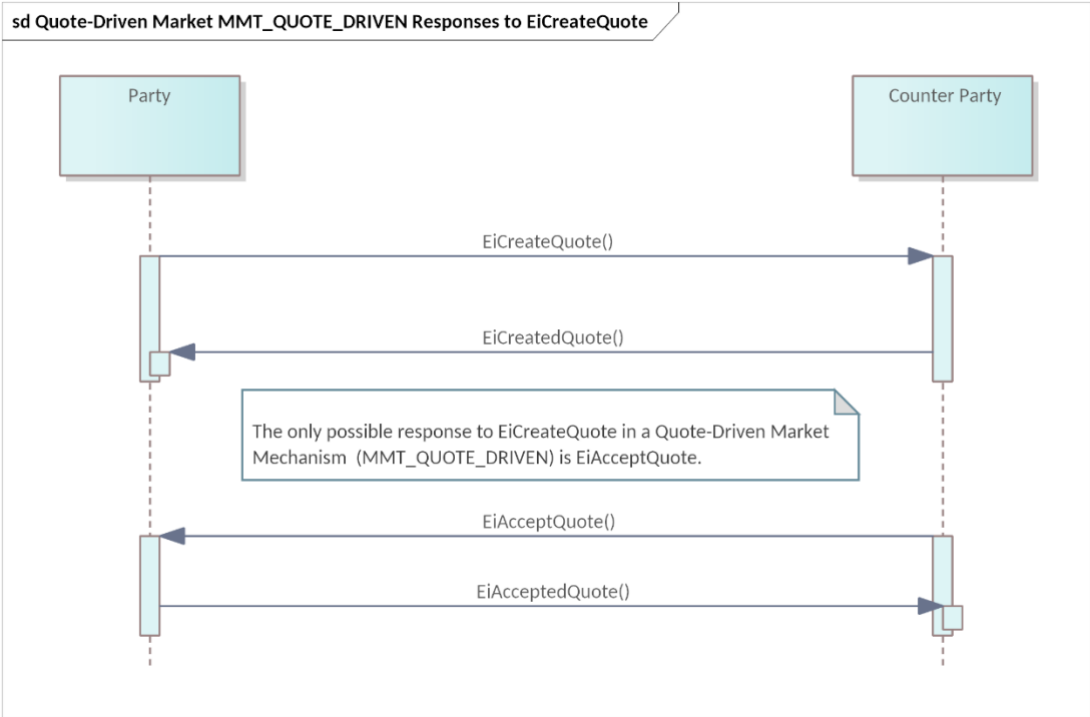 sd Quote-Driven Market MMT_QUOTE_DRIVEN Responses to EiCreateQuote
Party
Counter Party
EiCreateQuote()
EiCreatedQuote()
The only possible response to EiCreateQuote in a Quote-Driven Market
Mechanism (MMT_QUOTE_DRIVEN) is EiAcceptQuote.
EiAcceptQuote()
EiAcceptedQuote()